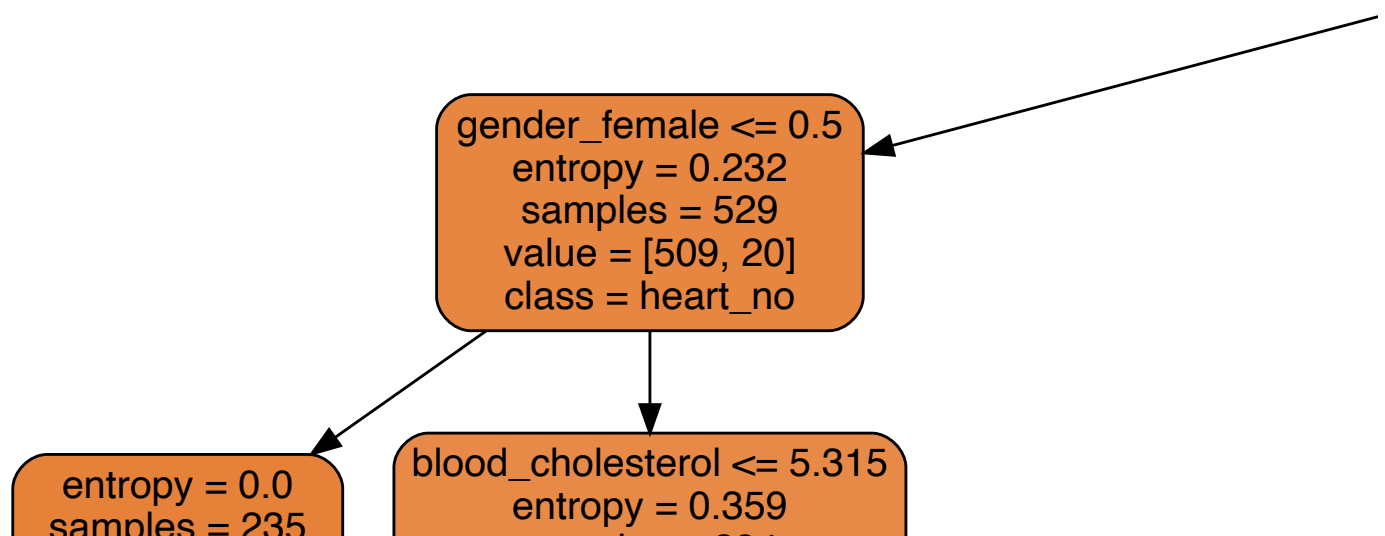 gender_female <= 0.5
entropy = 0.232
samples = 529
value = [509, 20]
class = heart_no
entropy = 0.0
samples = 235
blood_cholesterol <= 5.315
entropy = 0.359